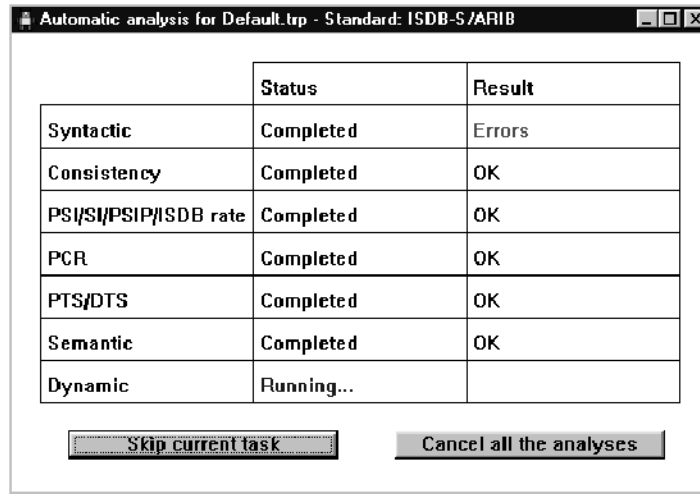 Automatic analysis for Default.trp - Standard: ISDB-S/ARIB
Status Result
Syntactic Completed Errors
Consistency Completed OK
PSI/SI/PSIP/ISDB rate Completed OK
PCR Completed OK
PTS/DTS Completed OK
Semantic Completed OK
Dynamic Running...
Skip current task Cancel all the analyses